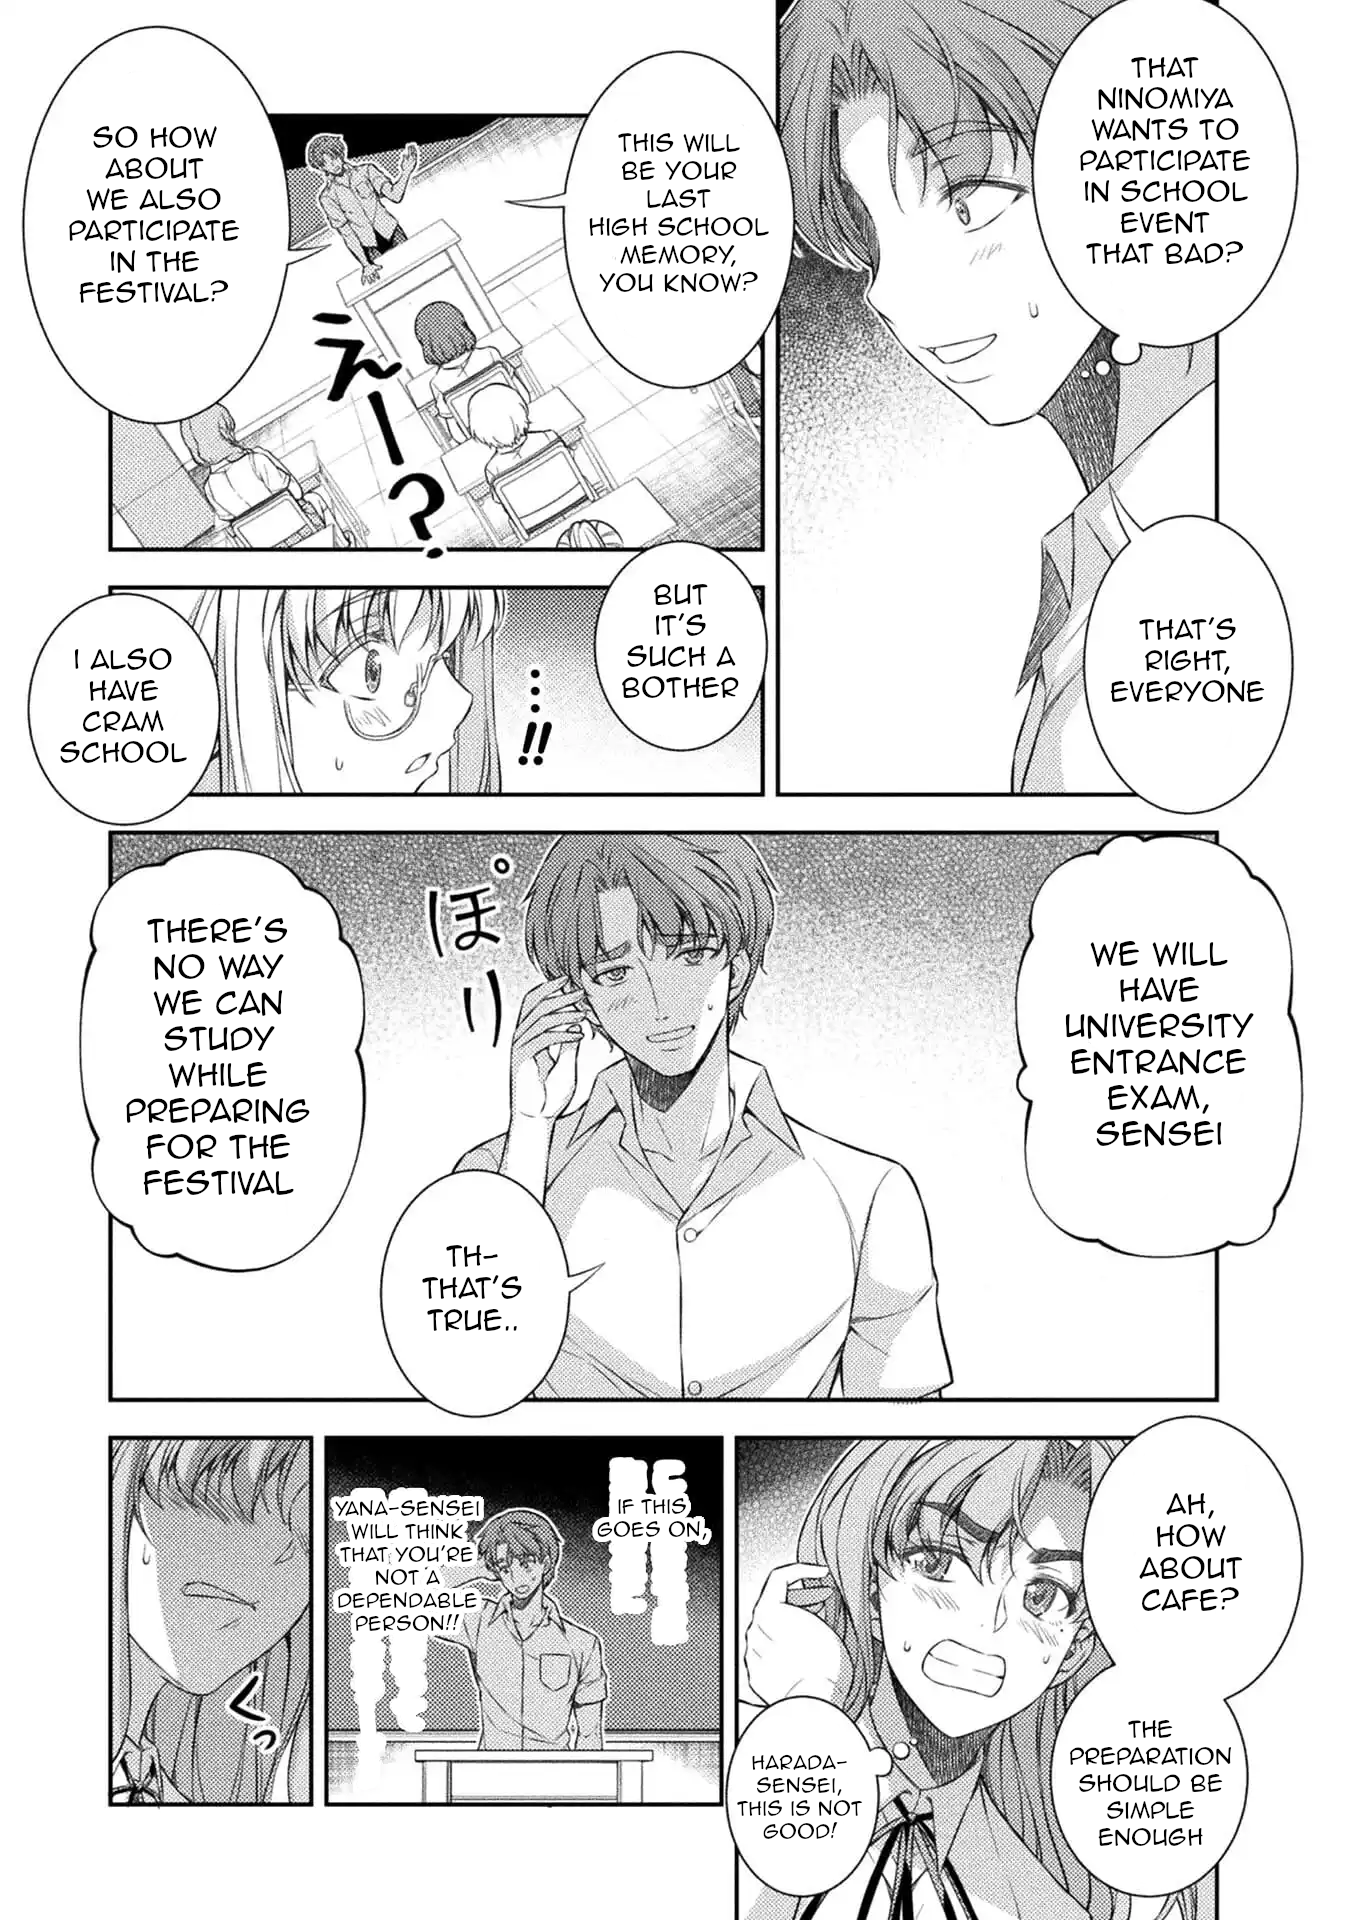 THAT
NINOMIYA
WANTS TO
PARTICIPATE
IN SCHOOL
EVENT
THAT BAD?
THAT'S
RIGHT,
EVERYONE
THIS WILL
BE YOUR
LAST
HIGH SCHOOL
MEMORY,
YOU KNOW?
SO HOW
ABOUT
WE ALSO
PARTICIPATE
IN THE
FESTIVAL?
えー?
BUT
IT'S
SUCH A
BOTHER
…!!
I ALSO
HAVE
CRAM
SCHOOL
WE WILL
HAVE
UNIVERSITY
ENTRANCE
EXAM,
SENSEI
ぽり
THERE'S
NO WAY
WE CAN
STUDY
WHILE
PREPARING
FOR THE
FESTIVAL
TH-
THAT'S
TRUE..
AH,
HOW
ABOUT
CAFE?
THE
PREPARATION
SHOULD BE
SIMPLE
ENOUGH
HARADA-
SENSEI,
THIS IS NOT
GOOD!
IF THIS
GOES ON,
YANA-SENSEI
WILL THINK
THAT YOU'RE
NOT A
DEPENDABLE
PERSON!!
くっ